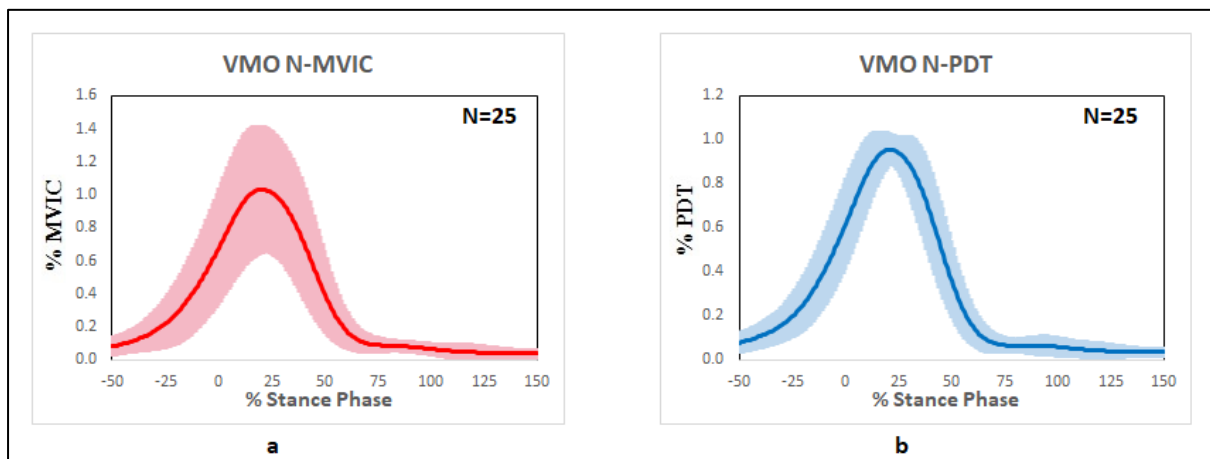 VMO N-MVIC
N=25
% MVIC
1.6
1.4
1.2
1.0
0.8
0.6
0.4
0.2
0.0
-50 -25 0 25 50 75 100 125 150
% Stance Phase
a
VMO N-PDT
N=25
% PDT
1.2
1.0
0.8
0.6
0.4
0.2
0.0
-50 -25 0 25 50 75 100 125 150
% Stance Phase
b